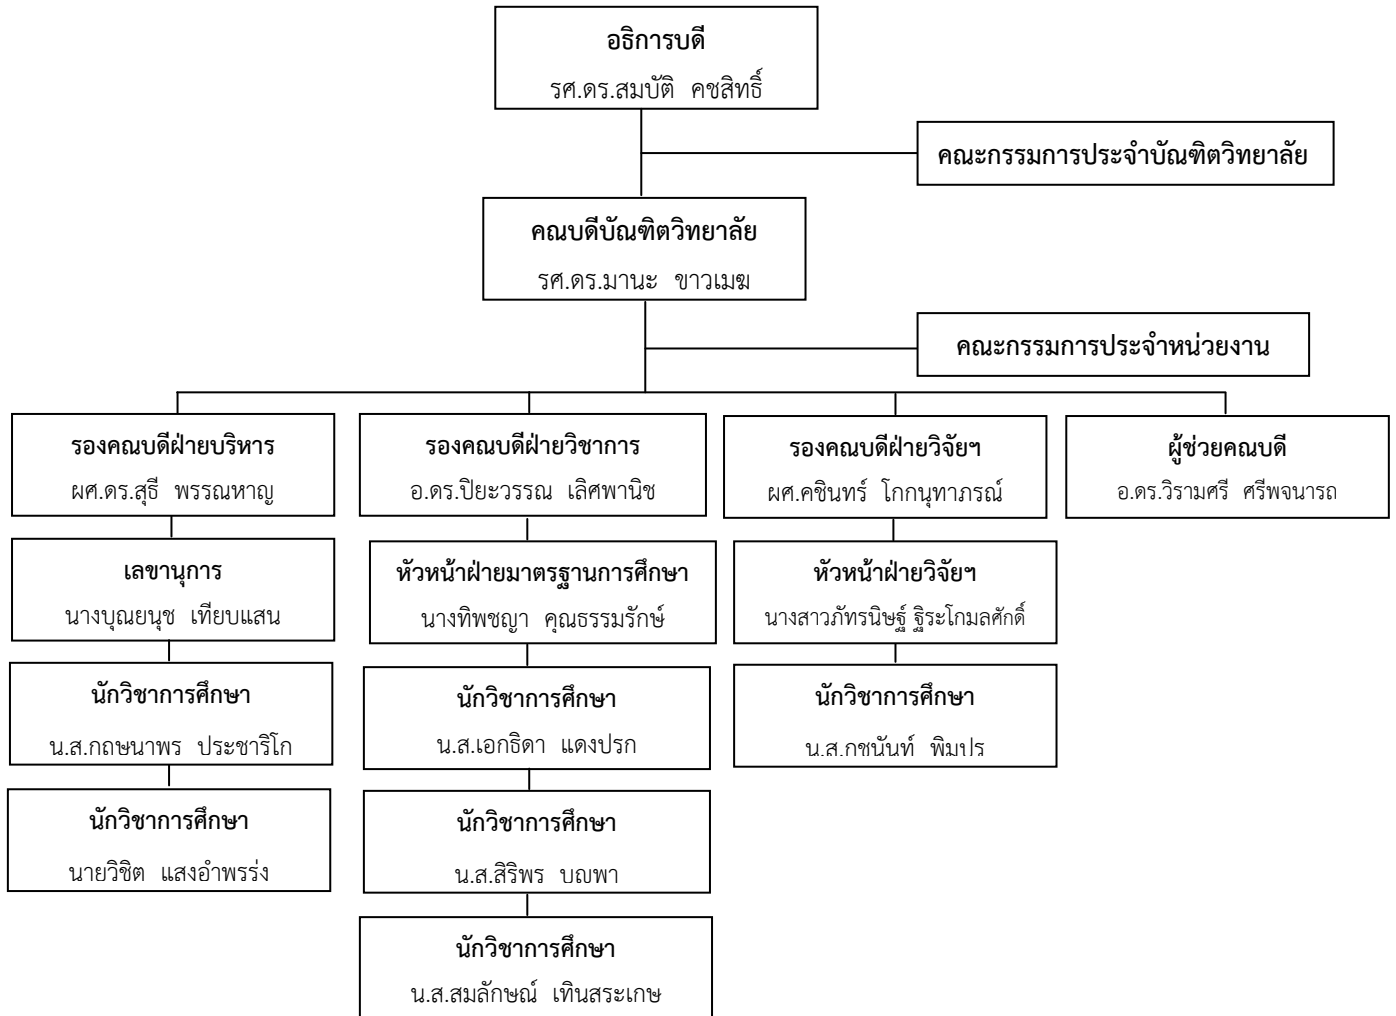 อธิการบดี
รศ.ดร.สมบัติ คชสิทธิ์
คณะกรรมการประจำบัณฑิตวิทยาลัย
คณบดีบัณฑิตวิทยาลัย
รศ.ดร.มานะ ขาวเมฆ
คณะกรรมการประจำหน่วยงาน
รองคณบดีฝ่ายบริหาร
ผศ.ดร.สุธี พรรณหาญ
รองคณบดีฝ่ายวิชาการ
อ.ดร.ปิยะวรรณ เลิศพานิช
รองคณบดีฝ่ายวิจัยฯ
ผศ.คชินทร์ โกกนุทาภรณ์
ผู้ช่วยคณบดี
อ.ดร.วิรามศรี ศรีพจนารถ
เลขานุการ
นางบุณยนุช เทียบแสน
หัวหน้าฝ่ายมาตรฐานการศึกษา
นางทิพชญา คุณธรรมรักษ์
หัวหน้าฝ่ายวิจัยฯ
นางสาวภัทรนิษฐ์ ฐิระโกมลศักดิ์
นักวิชาการศึกษา
น.ส.กฤษนาพร ประชาริโก
นักวิชาการศึกษา
น.ส.เอกธิดา แดงปรก
นักวิชาการศึกษา
น.ส.กชนันท์ พิมปร
นักวิชาการศึกษา
นายวิชิต แสงอำพรร่ง
นักวิชาการศึกษา
น.ส.สิริพร
นักวิชาการศึกษา
น.ส.สมลักษณ์ เทินสระเกษ